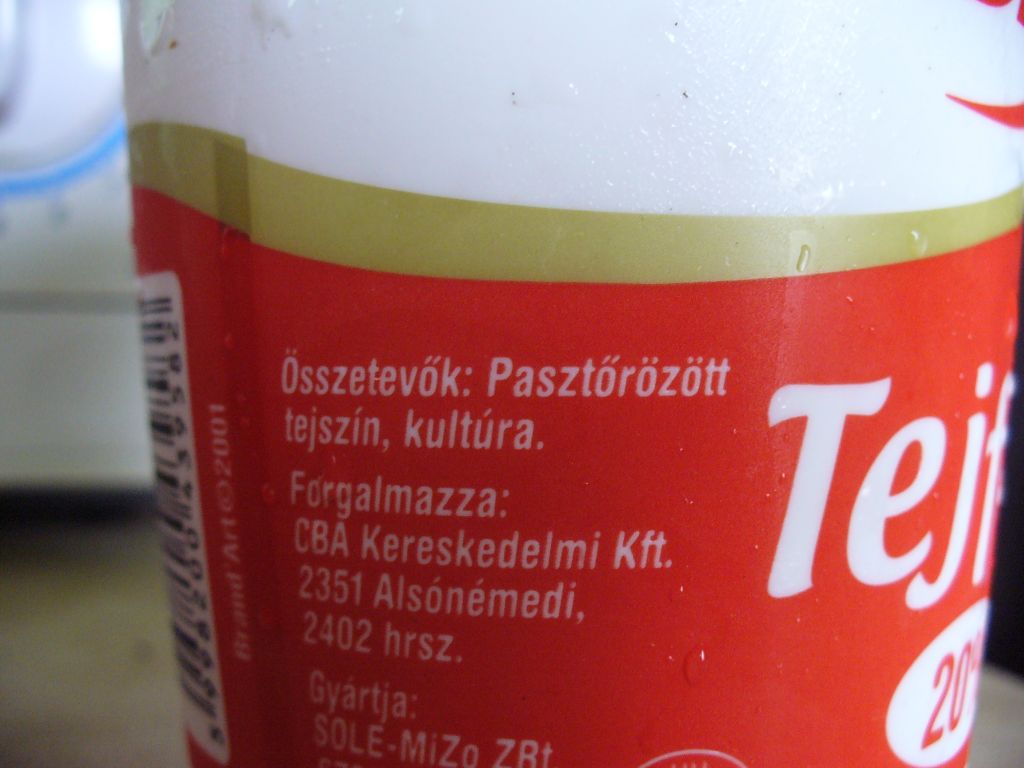 Összetevők: Pasztőrözött
tejszín, kultúra.
Forgalmazza:
CBA Kereskedelmi Kft.
2351 Alsónémedi,
2402 hrsz.
Gyártja:
SOLE-MiZo ZRt
Tejf
20%
Brand Art©2001